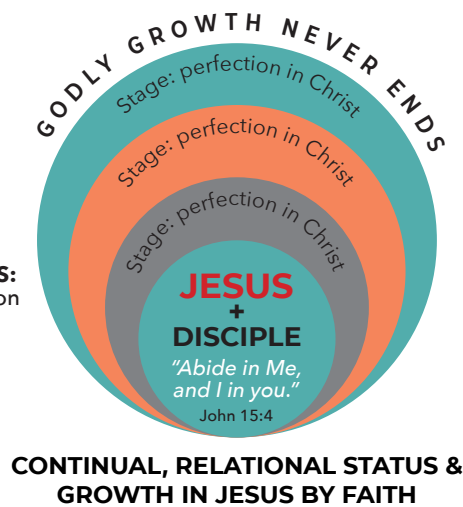 GODLY GROWTH NEVER ENDS
Stage: perfection in Christ
Stage: perfection in Christ
Stage: perfection in Christ
S:
on
JESUS
+
DISCIPLE
“Abide in Me,
and I in you.”
John 15:4
CONTINUAL, RELATIONAL STATUS &
GROWTH IN JESUS BY FAITH